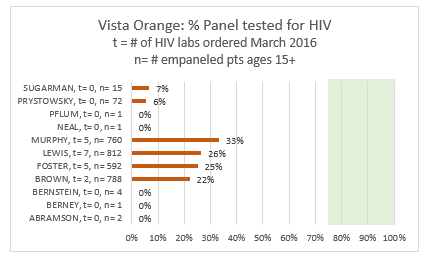 Vista Orange: % Panel tested for HIV
t = # of HIV labs ordered March 2016
n= # empaneled pts ages 15+
SUGARMAN, t= 0, n= 15 7%
PRYSTOWSKY, t= 0, n= 72 6%
PFLUM, t= 0, n= 1 0%
NEAL, t= 0, n= 1 0%
MURPHY, t= 5, n= 760 33%
LEWIS, t= 7, n= 812 26%
FOSTER, t= 5, n= 592 25%
BROWN, t= 2, n= 788 22%
BERNSTEIN, t= 0, n= 4 0%
BERNEY, t= 0, n= 1 0%
ABRAMSON, t= 0, n= 2 0%
0% 10% 20% 30% 40% 50% 60% 70% 80% 90% 100%